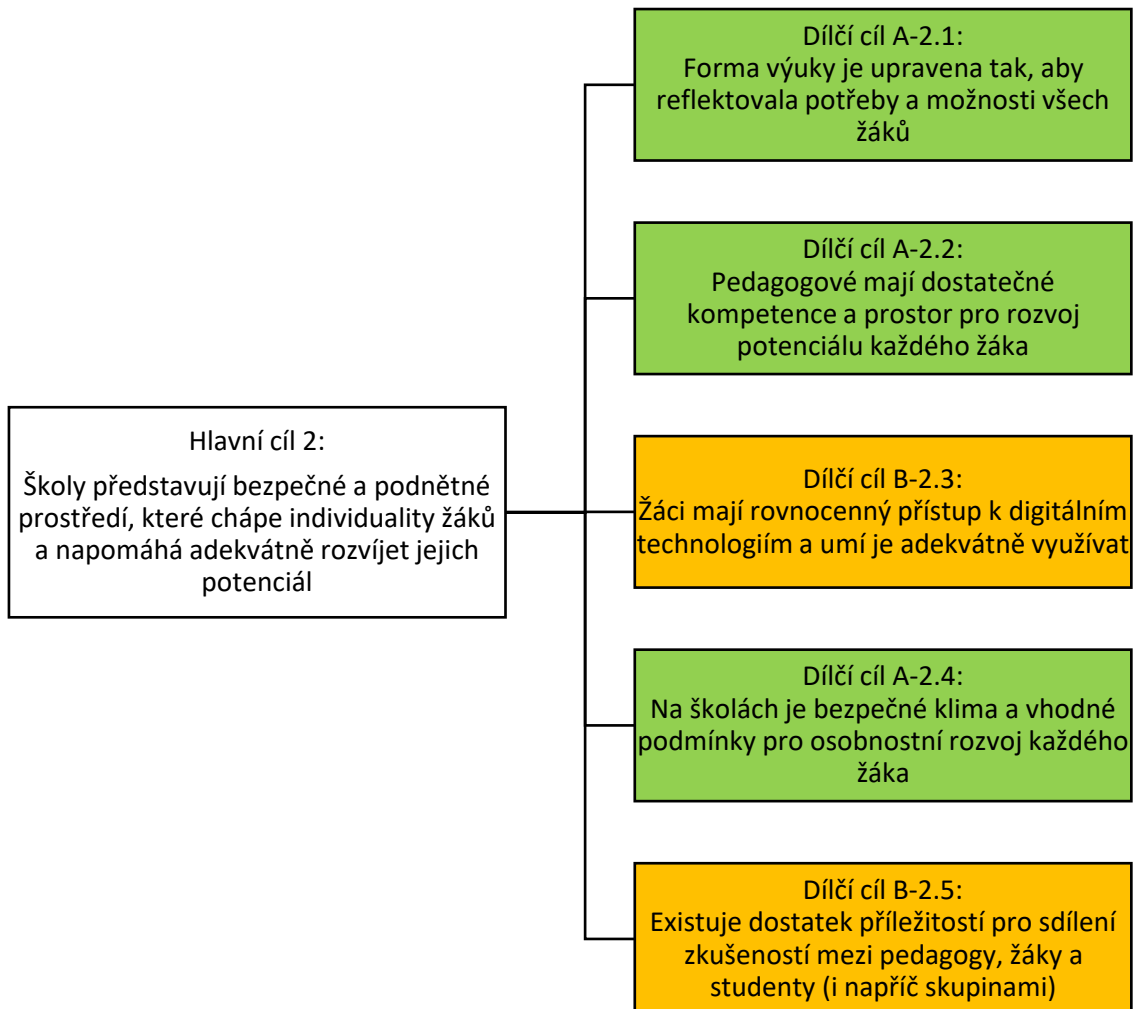 Dílčí cíl A-2.1:
Forma výuky je upravena tak, aby
reflektovala potřeby a možnosti všech
žáků
Dílčí cíl A-2.2:
Pedagogové mají dostatečné
kompetence a prostor pro rozvoj
potenciálu každého žáka
Hlavní cíl 2:
Školy představují bezpečné a podnětné
prostředí, které chápe individuality žáků
a napomáhá adekvátně rozvíjet jejich
potenciál
Dílčí cíl B-2.3:
Žáci mají rovnocenný přístup k digitálním
technologiím a umí je adekvátně využívat
Dílčí cíl A-2.4:
Na školách je bezpečné klima a vhodné
podmínky pro osobnostní rozvoj každého
žáka
Dílčí cíl B-2.5:
Existuje dostatek příležitostí pro sdílení
zkušeností mezi pedagogy, žáky a
studenty (i napříč skupinami)